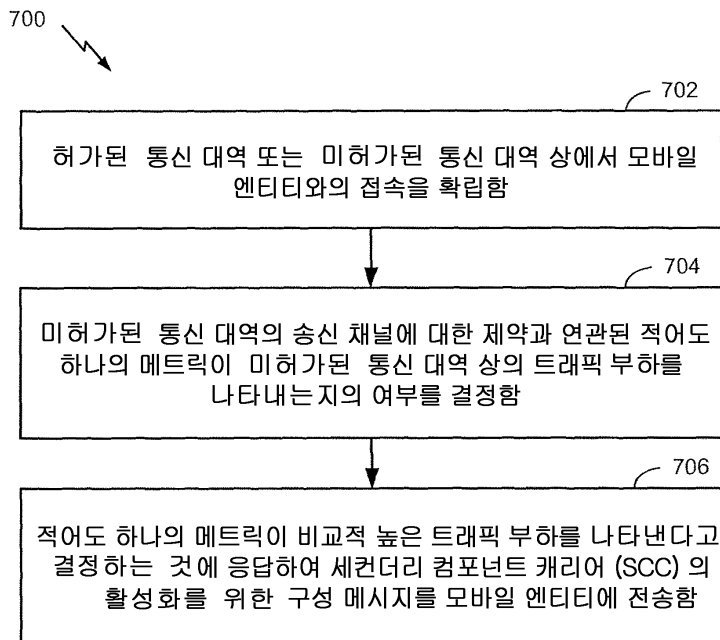 700
702
허가된 통신 대역 또는 미허가된 통신 대역 상에서 모바일
엔티티와의 접속을 확립함
704
미허가된 통신 대역의 송신 채널에 대한 제약과 연관된 적어도
하나의 메트릭이 미허가된 통신 대역 상의 트래픽 부하를
나타내는지의 여부를 결정함
706
적어도 하나의 메트릭이 비교적 높은 트래픽 부하를 나타낸다고
결정하는 것에 응답하여 세컨더리 컴포넌트 캐리어 (SCC) 의
활성화를 위한 구성 메시지를 모바일 엔티티에 전송함